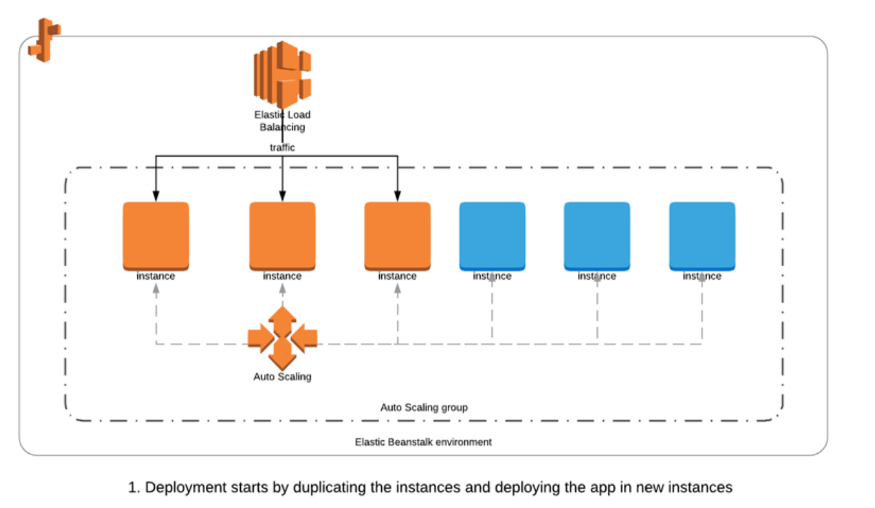 Elastic Load
Balancing
traffic
instance
instance
instance
instance
instance
instance
Auto Scaling
Auto Scaling group
Elastic Beanstalk environment
1. Deployment starts by duplicating the instances and deploying the app in new instances